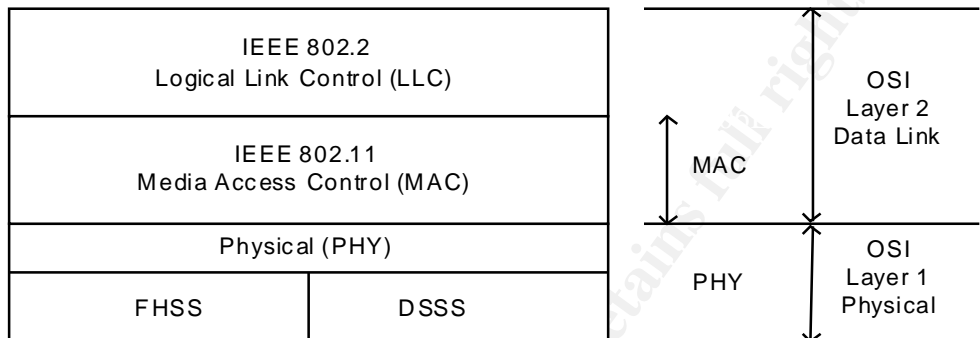 IEEE 802.2
Logical Link Control (LLC)
IEEE 802.11
Media Access Control (MAC)
Physical (PHY)
FHSS
DSSS
MAC
PHY
OSI
Layer 2
Data Link
OSI
Layer 1
Physical